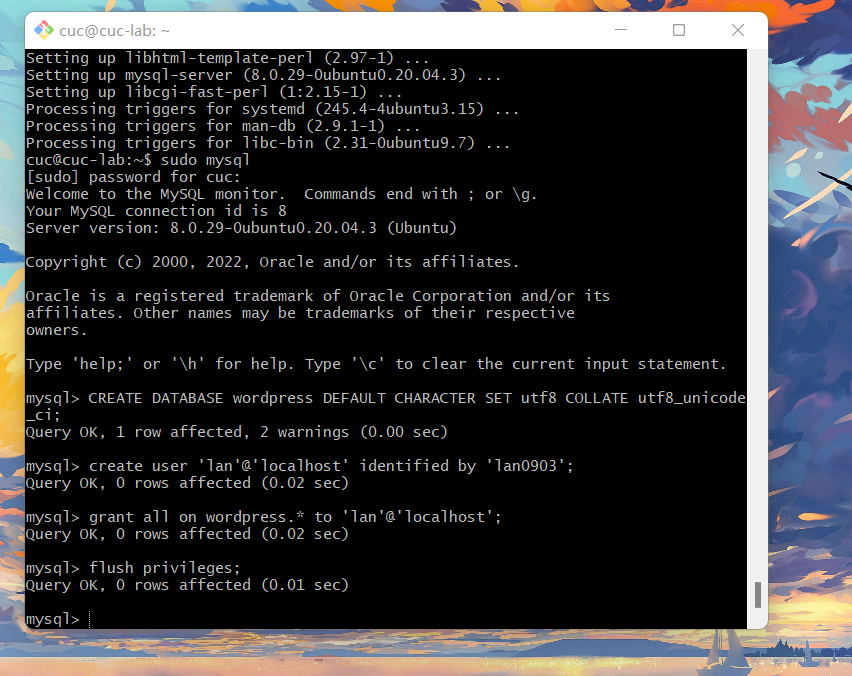 cuc@cuc-lab: ~
Setting up libhtml-template-perl (2.97-1) ...
Setting up mysql-server (8.0.29-0ubuntu0.20.04.3) ...
Setting up libcgi-fast-perl (1:2.15-1) ...
Processing triggers for systemd (245.4-4ubuntu3.15) ...
Processing triggers for man-db (2.9.1-1) ...
Processing triggers for libc-bin (2.31-0ubuntu9.7) ...
cuc@cuc-lab:~$ sudo mysql
[sudo] password for cuc:
Welcome to the MySQL monitor.  Commands end with ; or \g.
Your MySQL connection id is 8
Server version: 8.0.29-0ubuntu0.20.04.3 (Ubuntu)
Copyright (c) 2000, 2022, Oracle and/or its affiliates.
Oracle is a registered trademark of Oracle Corporation and/or its
affiliates. Other names may be trademarks of their respective
owners.
Type 'help;' or '\h' for help. Type '\c' to clear the current input statement.
mysql> CREATE DATABASE wordpress DEFAULT CHARACTER SET utf8 COLLATE utf8_unicode
_ci;
Query OK, 1 row affected, 2 warnings (0.00 sec)
mysql> create user 'lan'@'localhost' identified by 'lan0903';
Query OK, 0 rows affected (0.02 sec)
mysql> grant all on wordpress.* to 'lan'@'localhost';
Query OK, 0 rows affected (0.02 sec)
mysql> flush privileges;
Query OK, 0 rows affected (0.01 sec)
mysql>